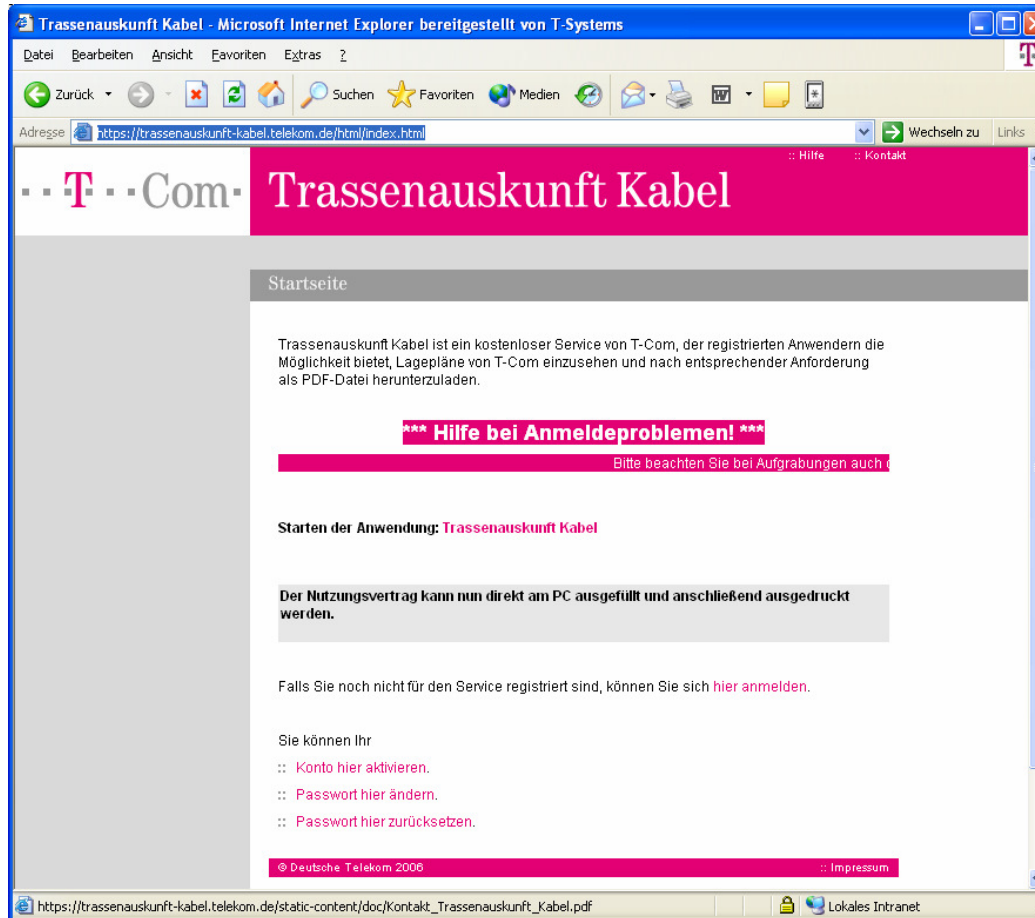 Trassenauskunft Kabel - Microsoft Internet Explorer bereitgestellt von T-Systems
Datei Bearbeiten Ansicht Favoriten Extras ?
Zurück Suchen Favoriten Medien
Adresse https://trassenauskunft-kabel.telekom.de/html/index.html Wechseln zu Links
:: Hilfe :: Kontakt
··T··Com· Trassenauskunft Kabel
Startseite
Trassenauskunft Kabel ist ein kostenloser Service von T-Com, der registrierten Anwendern die
Möglichkeit bietet, Lagepläne von T-Com einzusehen und nach entsprechender Anforderung
als PDF-Datei herunterzuladen.
*** Hilfe bei Anmeldeproblemen! ***
Bitte beachten Sie bei Aufgrabungen auch
Starten der Anwendung: Trassenauskunft Kabel
Der Nutzungsvertrag kann nun direkt am PC ausgefüllt und anschließend ausgedruckt
werden.
Falls Sie noch nicht für den Service registriert sind, können Sie sich hier anmelden.
Sie können Ihr
:: Konto hier aktivieren.
:: Passwort hier ändern.
:: Passwort hier zurücksetzen.
© Deutsche Telekom 2006 :: Impressum
https://trassenauskunft-kabel.telekom.de/static-content/doc/Kontakt_Trassenauskunft_Kabel.pdf Lokales Intranet